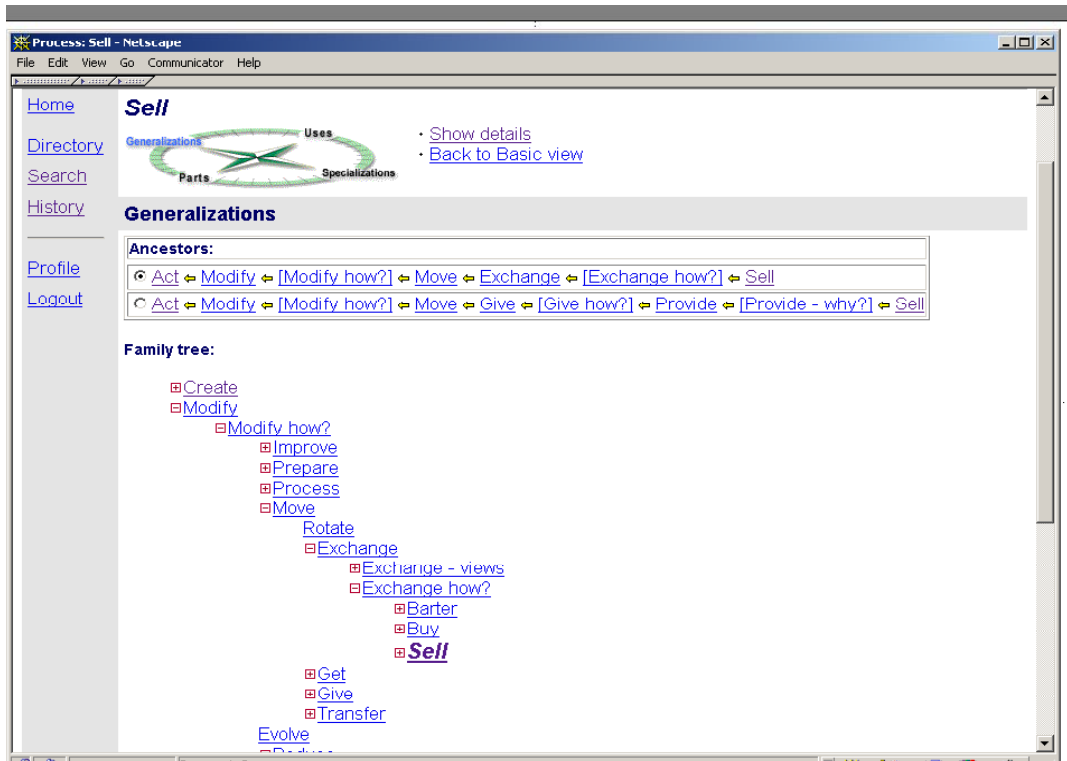 Process: Sell - Netscape
File Edit View Go Communicator Help
Home
Directory
Search
History
Profile
Logout
Sell
Generalizations
Uses
Parts
Specializations
· Show details
· Back to Basic view
Generalizations
Ancestors:
Act ⇦ Modify ⇦ [Modify how?] ⇦ Move ⇦ Exchange ⇦ [Exchange how?] ⇦ Sell
Act ⇦ Modify ⇦ [Modify how?] ⇦ Move ⇦ Give ⇦ [Give how?] ⇦ Provide ⇦ [Provide - why?] ⇦ Sell
Family tree:
Create
Modify
Modify how?
Improve
Prepare
Process
Move
Rotate
Exchange
Exchange - views
Exchange how?
Barter
Buy
Sell
Get
Give
Transfer
Evolve